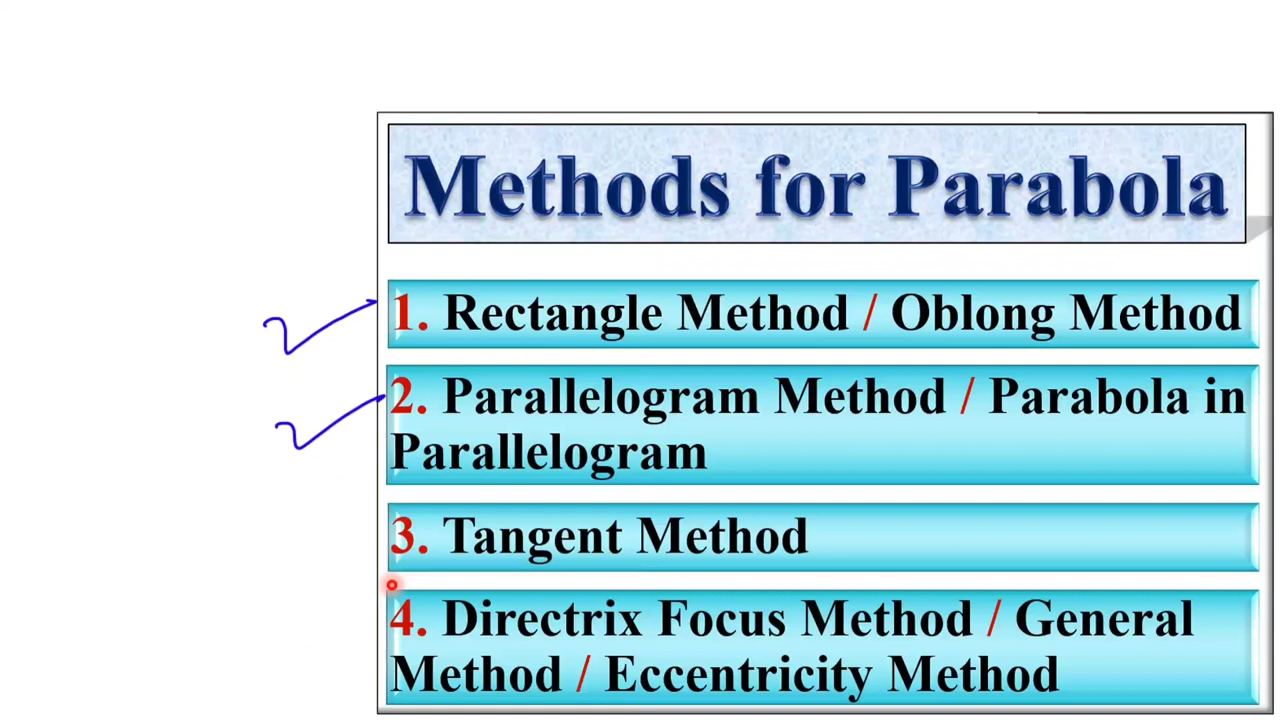 Methods for Parabola
1. Rectangle Method / Oblong Method
2. Parallelogram Method / Parabola in
Parallelogram
3. Tangent Method
4. Directrix Focus Method / General
Method / Eccentricity Method